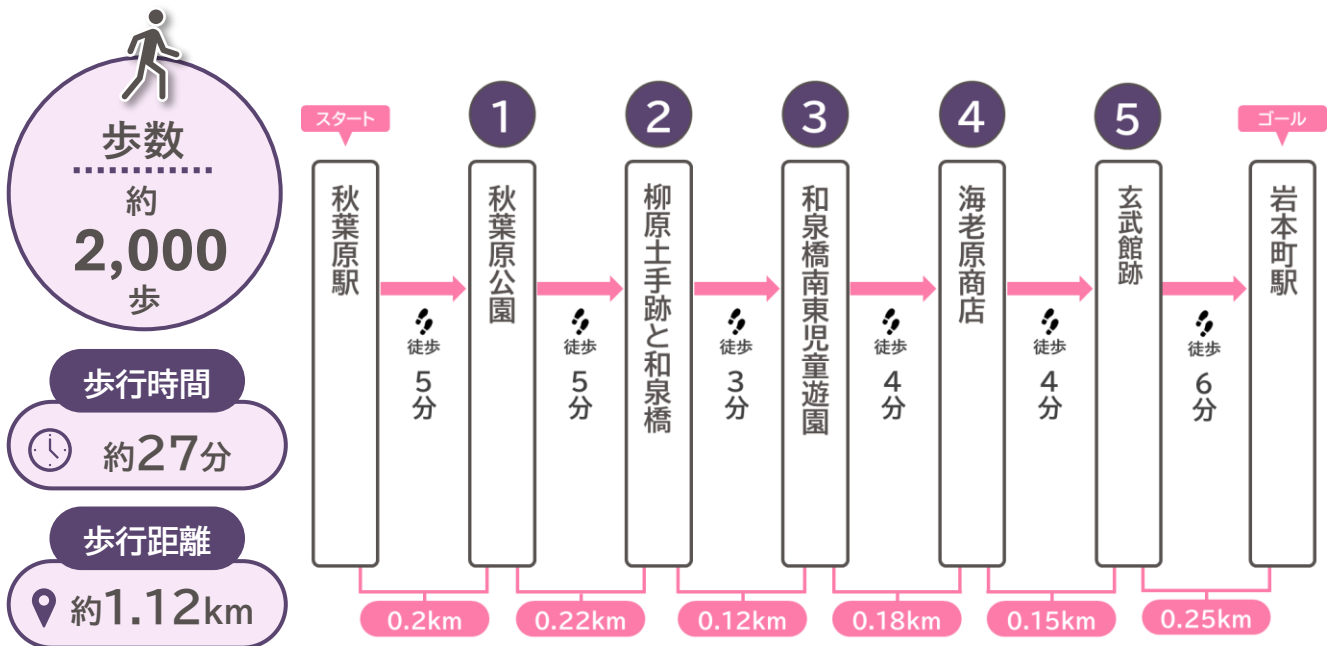 歩数
約
2,000
歩
歩行時間
約27分
歩行距離
約1.12km
スタート
秋葉原駅
徒歩
5分
0.2km
1
秋葉原公園
徒歩
5分
0.22km
2
柳原土手跡と和泉橋
徒歩
3分
0.12km
3
和泉橋南東児童遊園
徒歩
4分
0.18km
4
海老原商店
徒歩
4分
0.15km
5
玄武館跡
徒歩
6分
0.25km
ゴール
岩本町駅